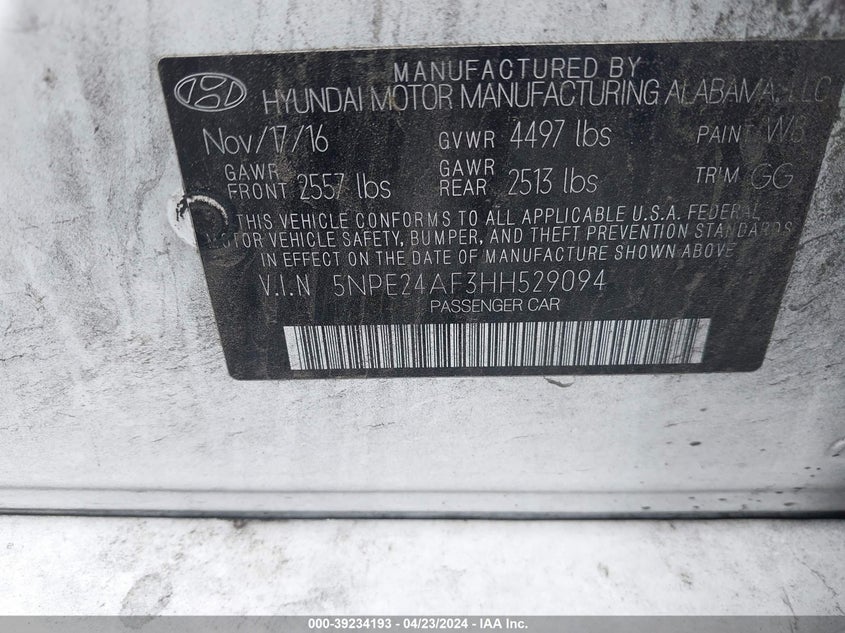 MANUFACTURED BY
HYUNDAI MOTOR MANUFACTURING ALABAMA, LLC
Nov/17/16 GVWR 4497 lbs PAINT
GAWR FRONT 2557 lbs GAWR REAR 2513 lbs TRIM GG
THIS VEHICLE CONFORMS TO ALL APPLICABLE U.S.A. FEDERAL
MOTOR VEHICLE SAFETY, BUMPER, AND THEFT PREVENTION STANDARDS
IN EFFECT ON THE DATE OF MANUFACTURE SHOWN ABOVE.
V.I.N 5NPE24AF3HH529094
PASSENGER CAR
000-39234193 - 04/23/2024 - IAA Inc.